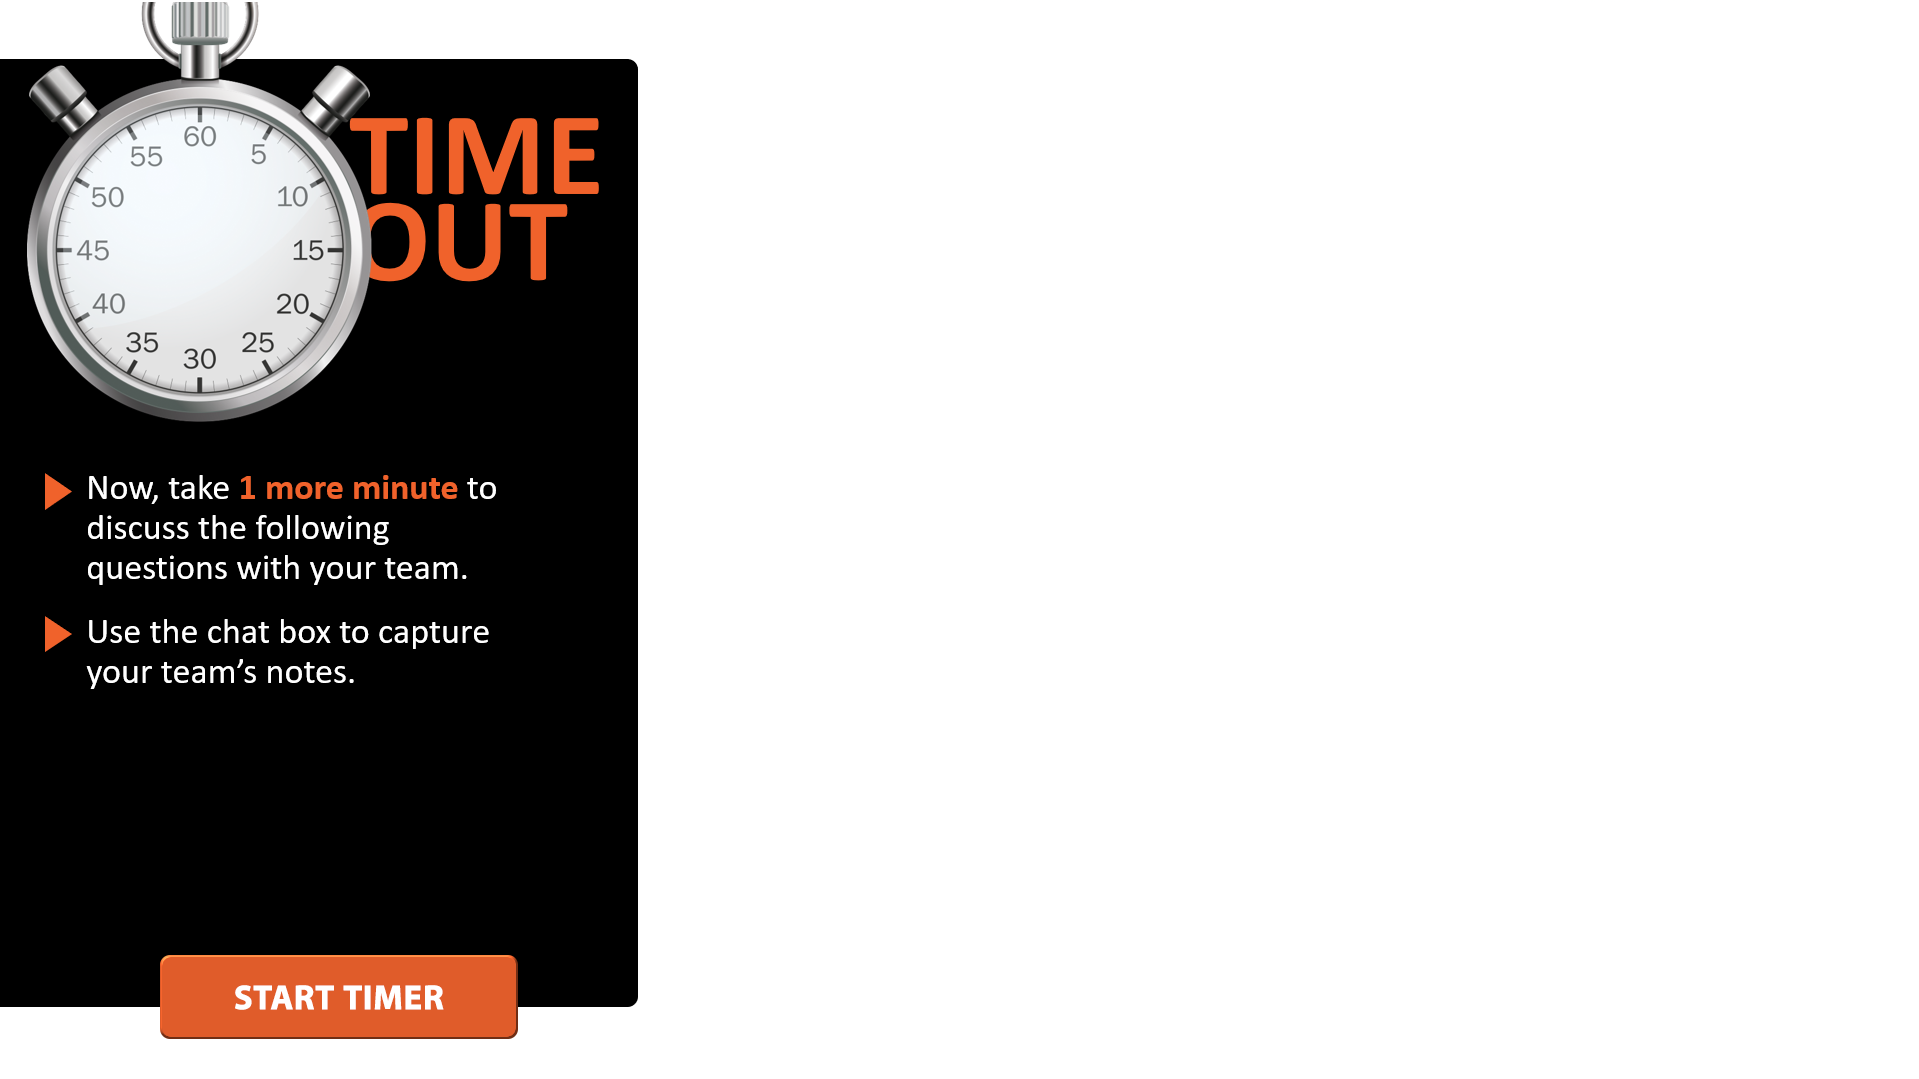 TIME
OUT
60
5
10
15
20
25
30
35
40
45
50
55
Now, take 1 more minute to
discuss the following
questions with your team.
Use the chat box to capture
your team’s notes.
START TIMER